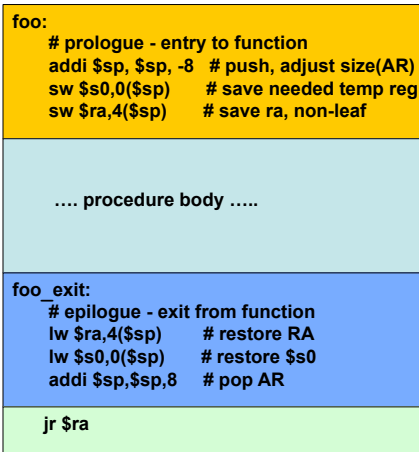 foo:
# prologue - entry to function
addi $sp, $sp, -8 # push, adjust size(AR)
sw $s0,0($sp) # save needed temp reg
sw $ra,4($sp) # save ra, non-leaf
…. procedure body …..
foo_exit:
# epilogue - exit from function
lw $ra,4($sp) # restore RA
lw $s0,0($sp) # restore $s0
addi $sp,$sp,8 # pop AR
jr $ra